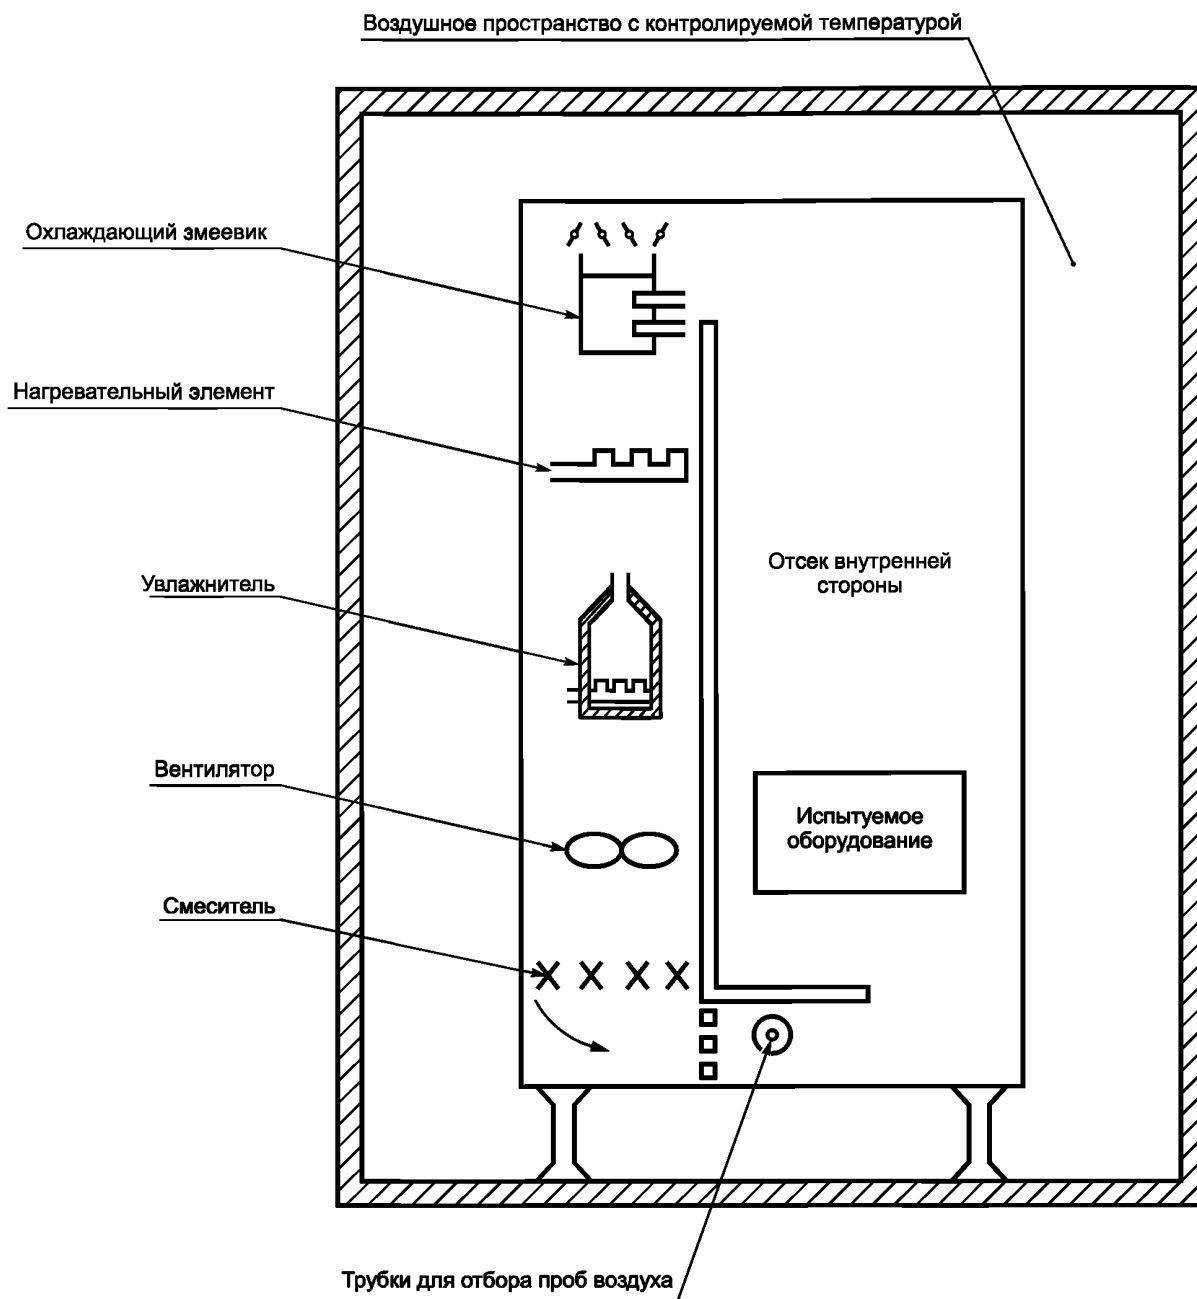 Воздушное пространство с контролируемой температурой
Охлаждающий змеевик
Нагревательный элемент
Отсек внутренней
стороны
Увлажнитель
Вентилятор
Испытуемое
оборудование
Смеситель
Трубки для отбора проб воздуха